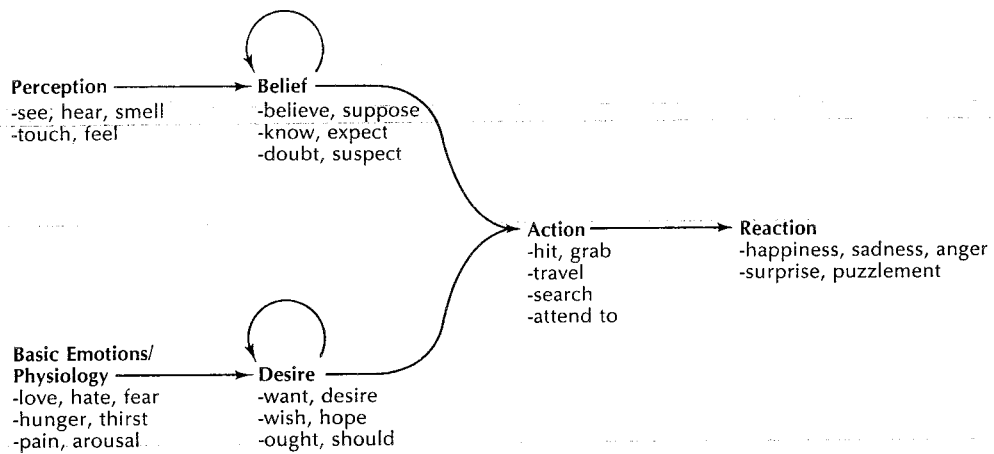 Perception
-see, hear, smell
-touch, feel
Belief
-believe, suppose
-know, expect
-doubt, suspect
Basic Emotions/
Physiology
-love, hate, fear
-hunger, thirst
-pain, arousal
Desire
-want, desire
-wish, hope
-ought, should
Action
-hit, grab
-travel
-search
-attend to
Reaction
-happiness, sadness, anger
-surprise, puzzlement